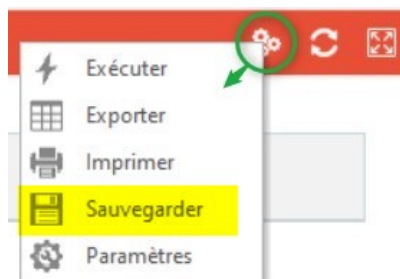 Exécuter
Exporter
Imprimer
Sauvegarder
Paramètres